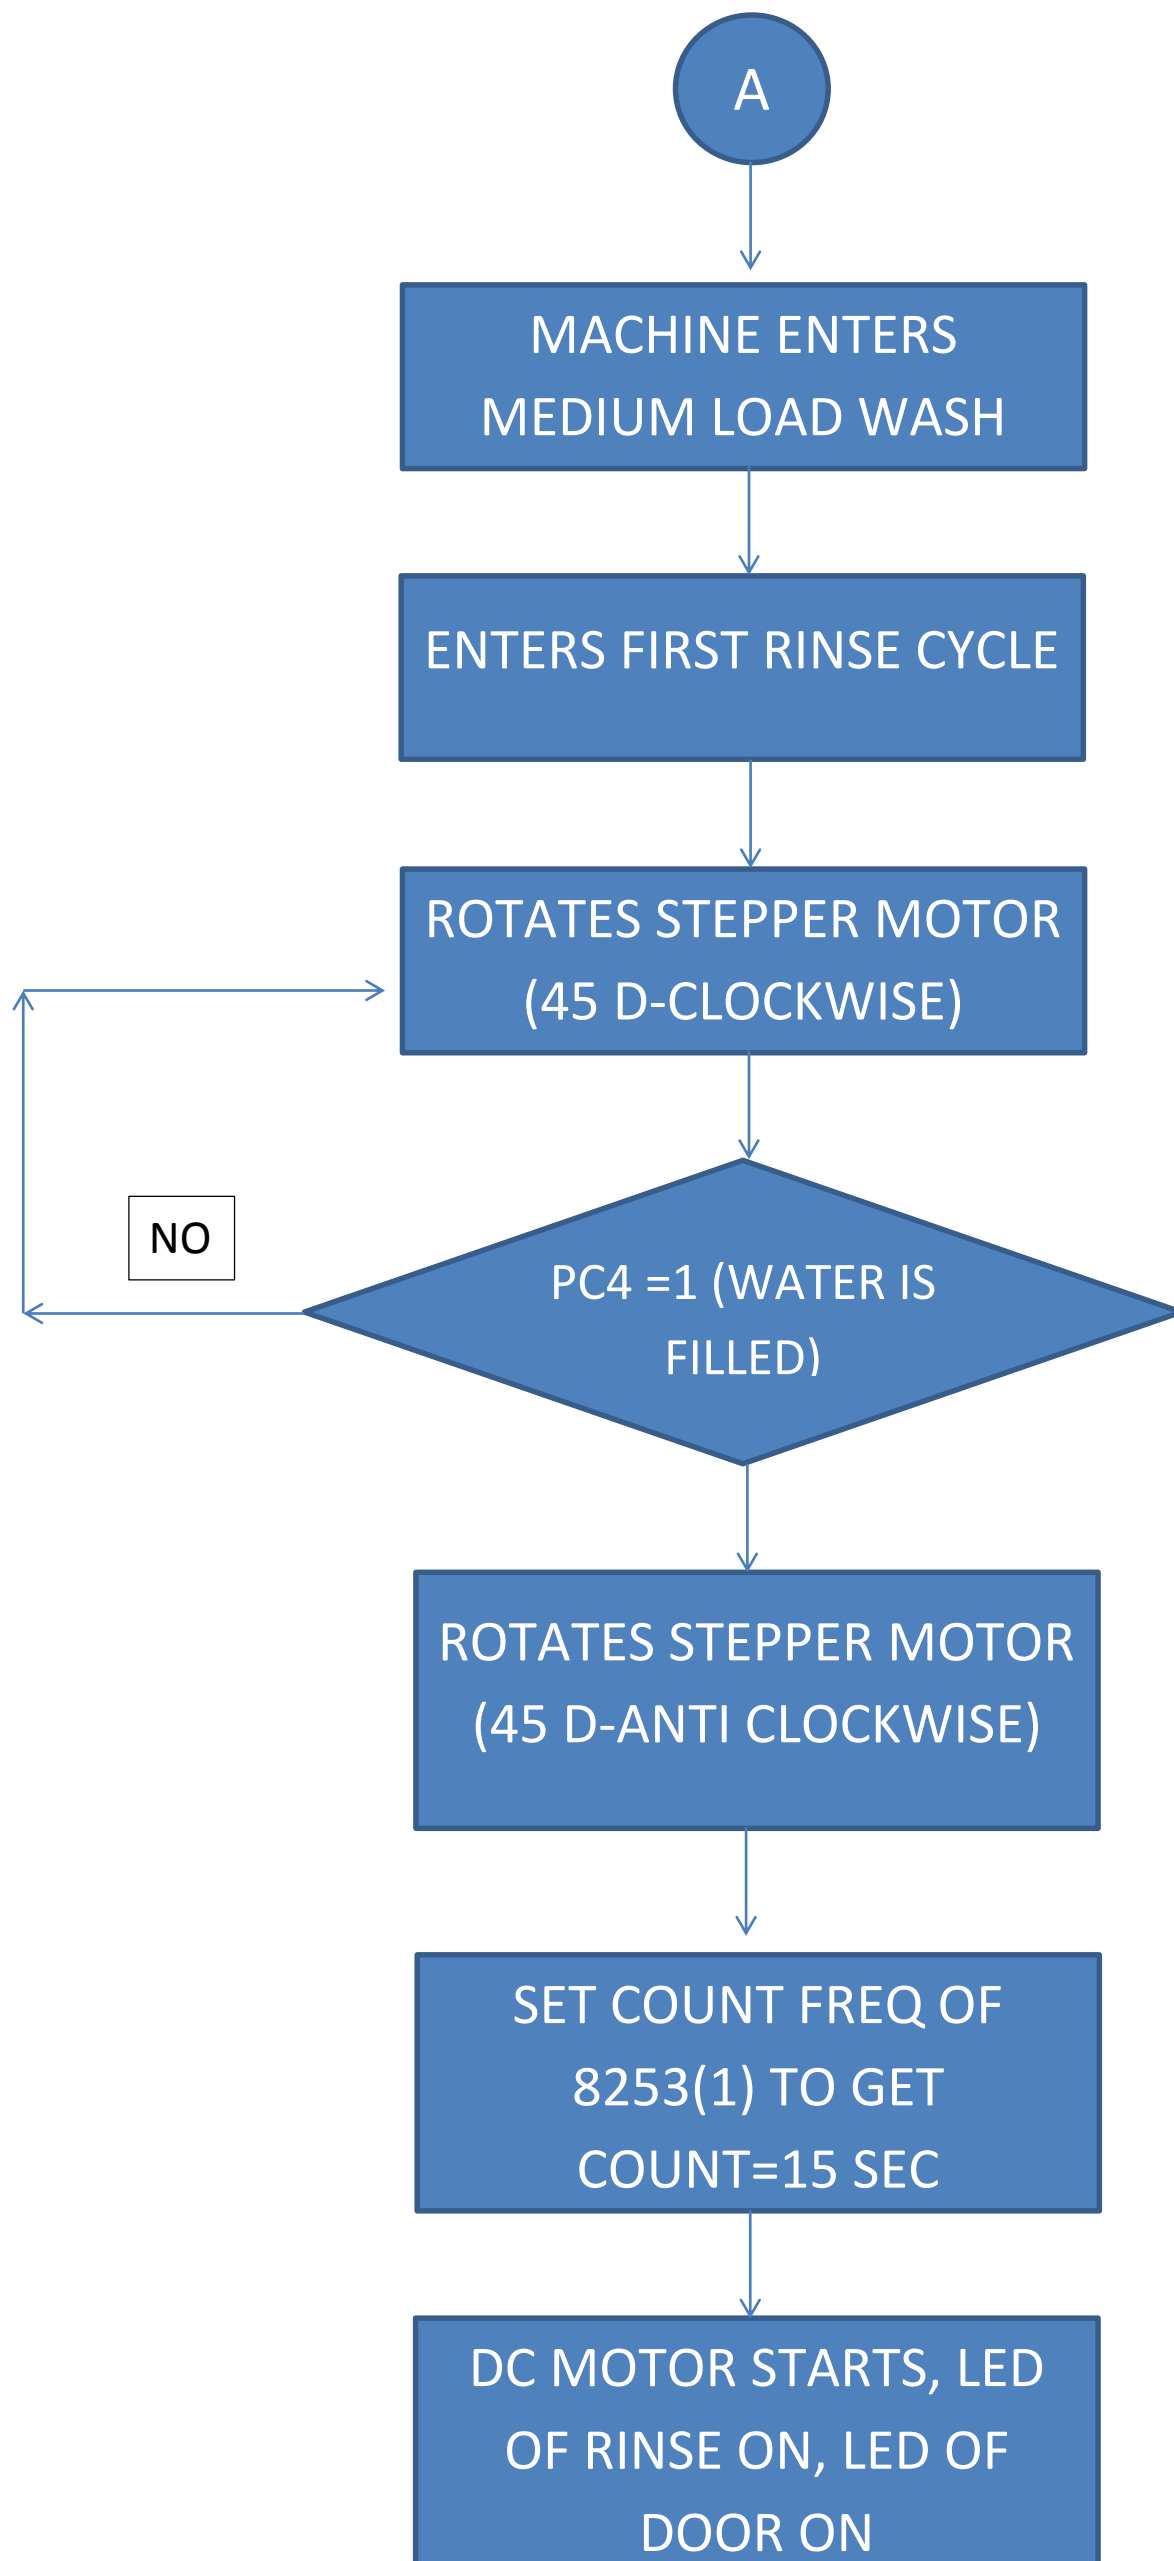 A
MACHINE ENTERS
MEDIUM LOAD WASH
ENTERS FIRST RINSE CYCLE
ROTATES STEPPER MOTOR
(45 D-CLOCKWISE)
NO
PC4 =1 (WATER IS
FILLED)
ROTATES STEPPER MOTOR
(45 D-ANTI CLOCKWISE)
SET COUNT FREQ OF
8253(1) TO GET
COUNT=15 SEC
DC MOTOR STARTS, LED
OF RINSE ON, LED OF
DOOR ON